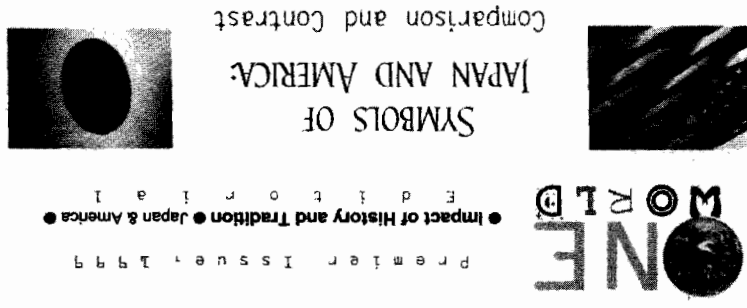 ONE
WORLD
Premier Issue, 1999
● Impact of History and Tradition ● Japan & America ●
Editorial
SYMBOLS OF
JAPAN AND AMERICA:
Comparison and Contrast